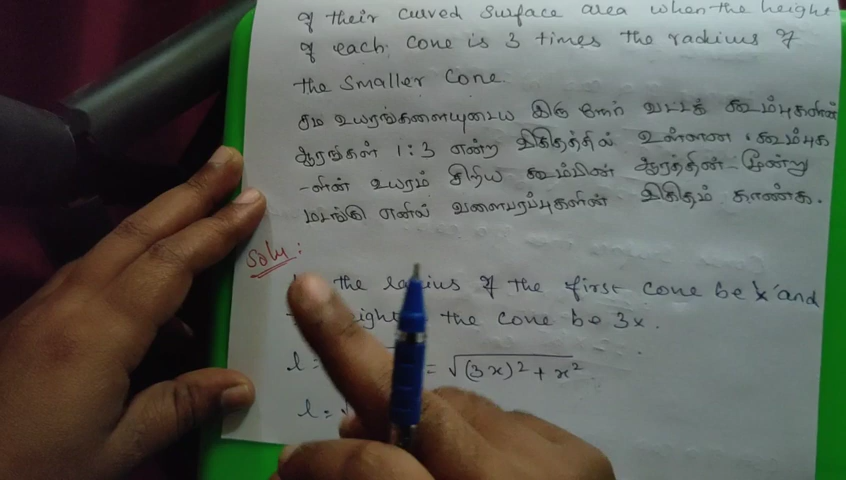 of their curved surface area when the height
of each cone is 3 times the radius of
the smaller cone.
சம உயரங்களையுடைய இரு நேர் வட்டக் கூம்புகளின்
ஆரங்கள் 1:3 என்ற விகிதத்தில் உள்ளன. கூம்புக
-ளின் உயரம் சிறிய கூம்பின் ஆரத்தின் மூன்று
மடங்கு எனில் வளைபரப்புகளின் விகிதம் காண்க.
Solu:
the radius of the first cone be 'x' and
the cone be 3x.
l = = √(3x)² + x²
l = √